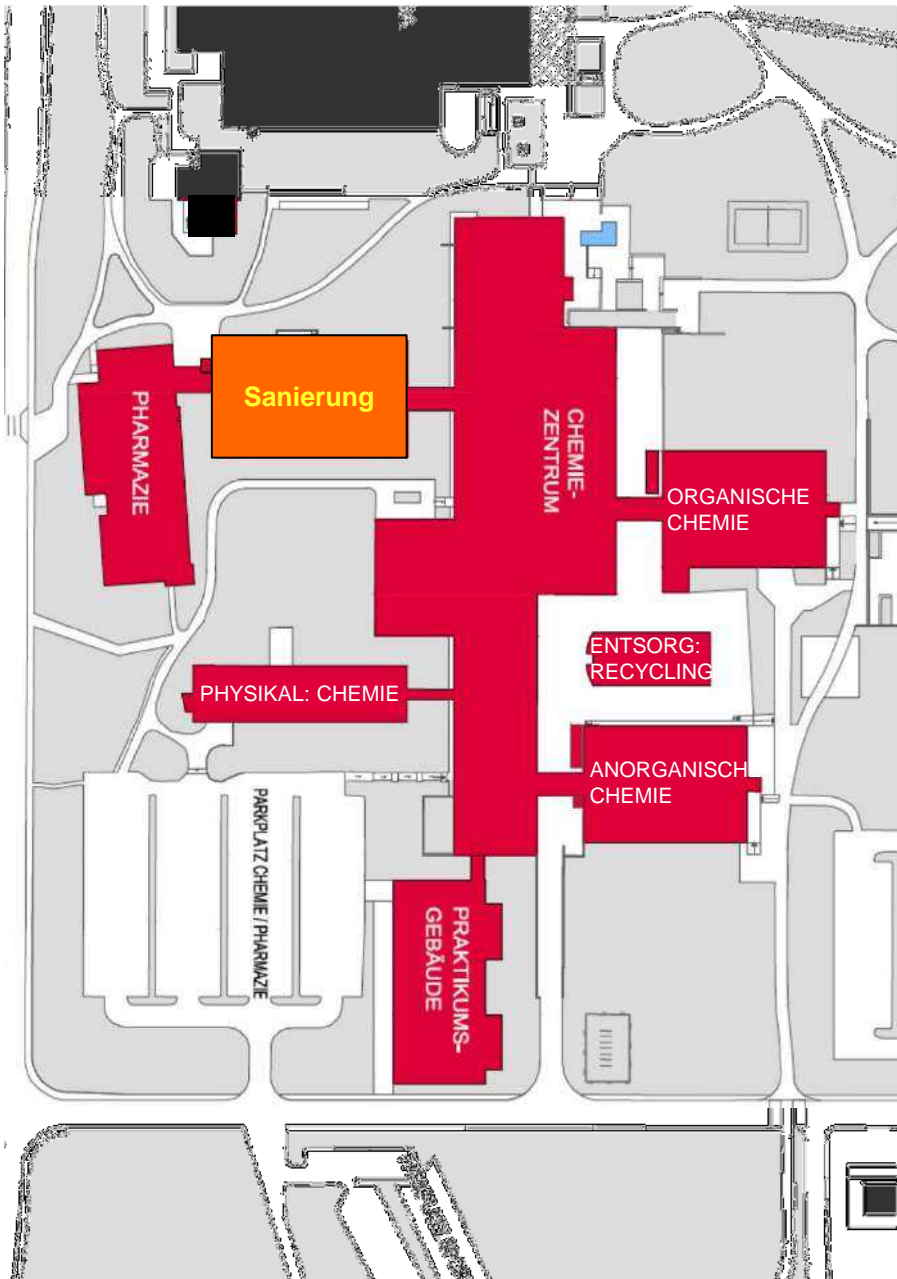 Sanierung
PHARMAZIE
CHEMIE-
ZENTRUM
ORGANISCHE
CHEMIE
ENTSORG:
RECYCLING
PHYSIKAL: CHEMIE
ANORGANISCH
CHEMIE
PARKPLATZ CHEMIE / PHARMAZIE
PRAKTIKUMS-
GEBÄUDE